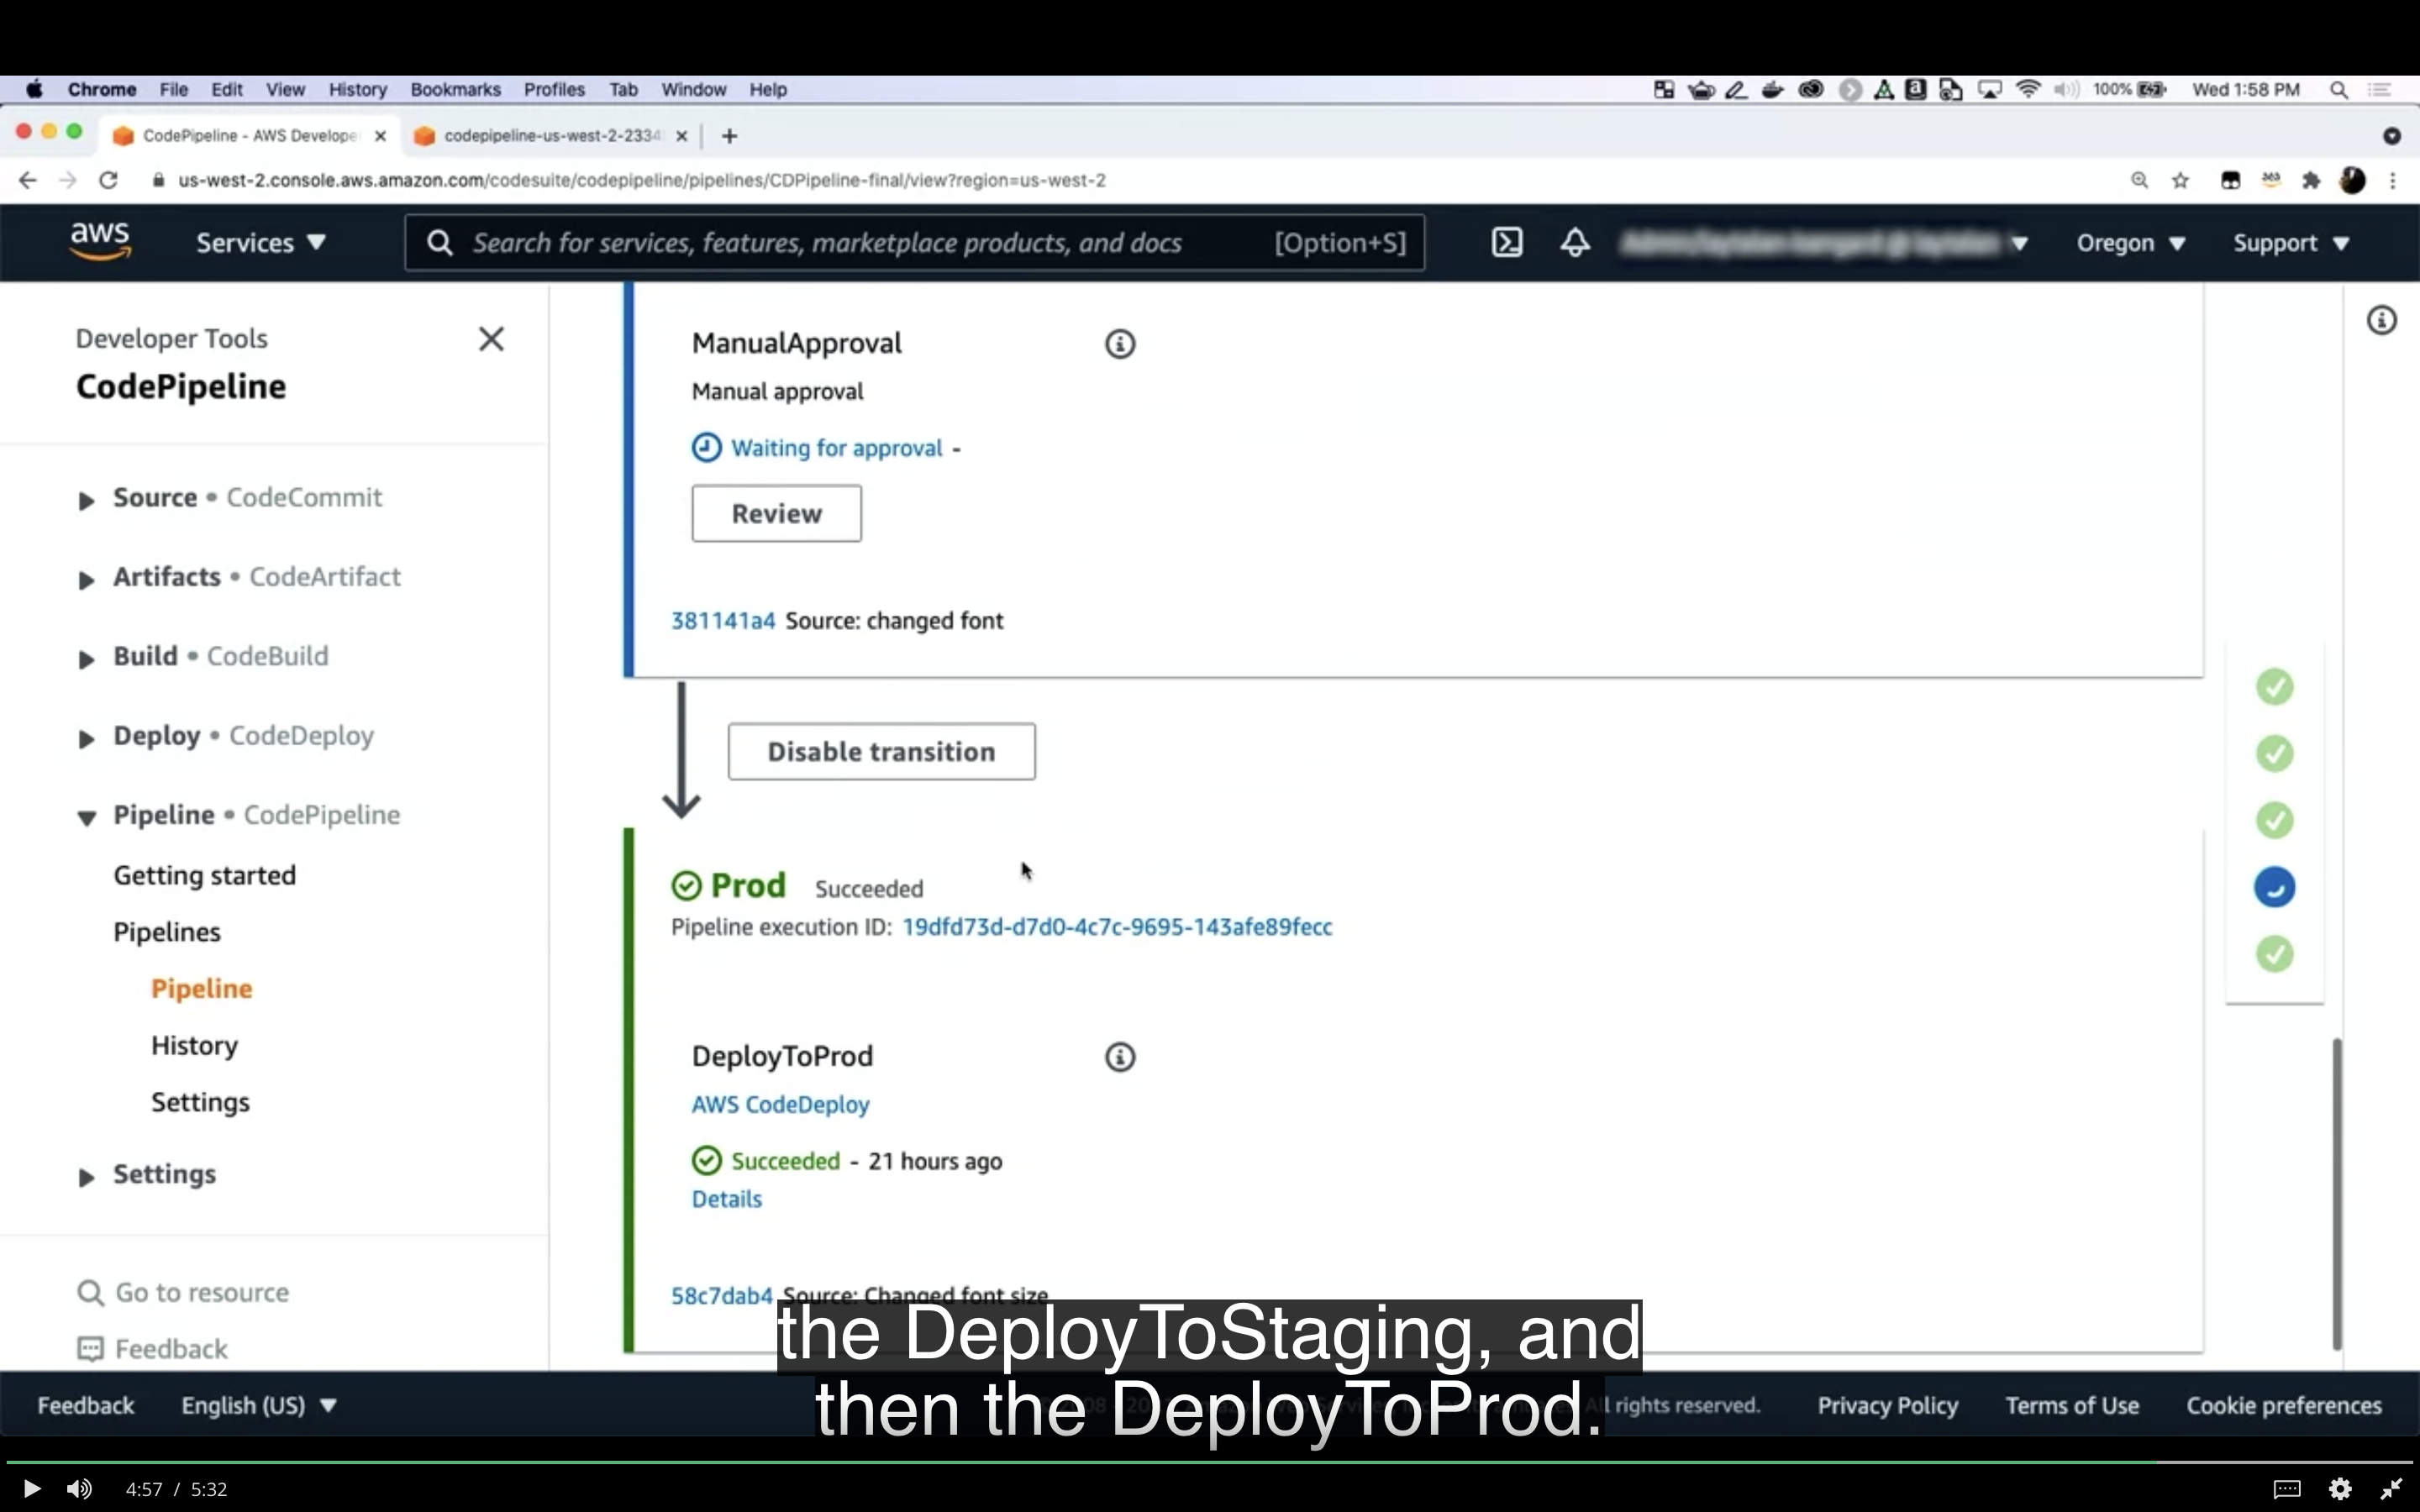 Chrome File Edit View History Bookmarks Profiles Tab Window Help 100% Wed 1:58 PM
CodePipeline - AWS Develope codepipeline-us-west-2-2334
us-west-2.console.aws.amazon.com/codesuite/codepipeline/pipelines/CDPipeline-final/view?region=us-west-2
aws Services Search for services, features, marketplace products, and docs [Option+S] Oregon Support
Developer Tools
CodePipeline
Source • CodeCommit
Artifacts • CodeArtifact
Build • CodeBuild
Deploy • CodeDeploy
Pipeline • CodePipeline
Getting started
Pipelines
Pipeline
History
Settings
Settings
Go to resource
Feedback
ManualApproval
Manual approval
Waiting for approval -
Review
381141a4 Source: changed font
Disable transition
Prod Succeeded
Pipeline execution ID: 19dfd73d-d7d0-4c7c-9695-143afe89fecc
DeployToProd
AWS CodeDeploy
Succeeded - 21 hours ago
Details
58c7dab4 Source: Changed font size
the DeployToStaging, and
then the DeployToProd.
Feedback English (US) All rights reserved. Privacy Policy Terms of Use Cookie preferences
4:57 / 5:32